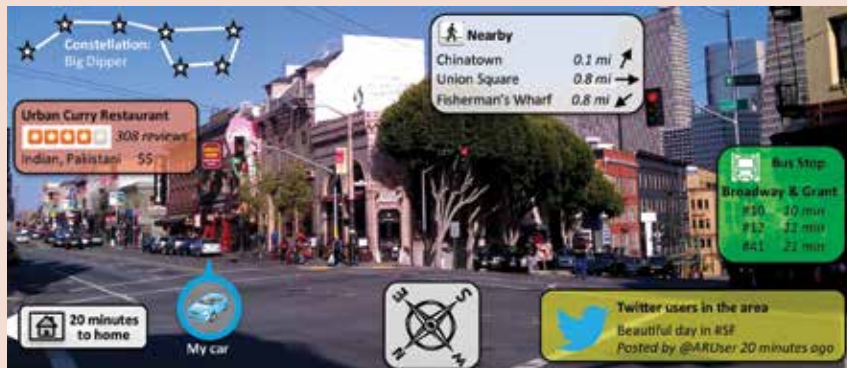 Constellation:
Big Dipper
Nearby
Chinatown 0.1 mi
Union Square 0.8 mi
Fisherman's Wharf 0.8 mi
Urban Curry Restaurant
308 reviews
Indian, Pakistani $$
Bus Stop
Broadway & Grant
#10 10 min
#12 12 min
#41 21 min
20 minutes
to home
My car
E
S
N
W
Twitter users in the area
Beautiful day in #SF
Posted by @ARUser 20 minutes ago